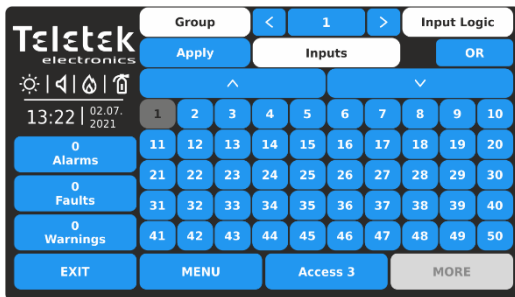 Teletek
electronics
13:22 02.07.
2021
0
Alarms
0
Faults
0
Warnings
EXIT
Group < 1 > Input Logic
Apply Inputs OR
1 2 3 4 5 6 7 8 9 10
11 12 13 14 15 16 17 18 19 20
21 22 23 24 25 26 27 28 29 30
31 32 33 34 35 36 37 38 39 40
41 42 43 44 45 46 47 48 49 50
MENU Access 3 MORE